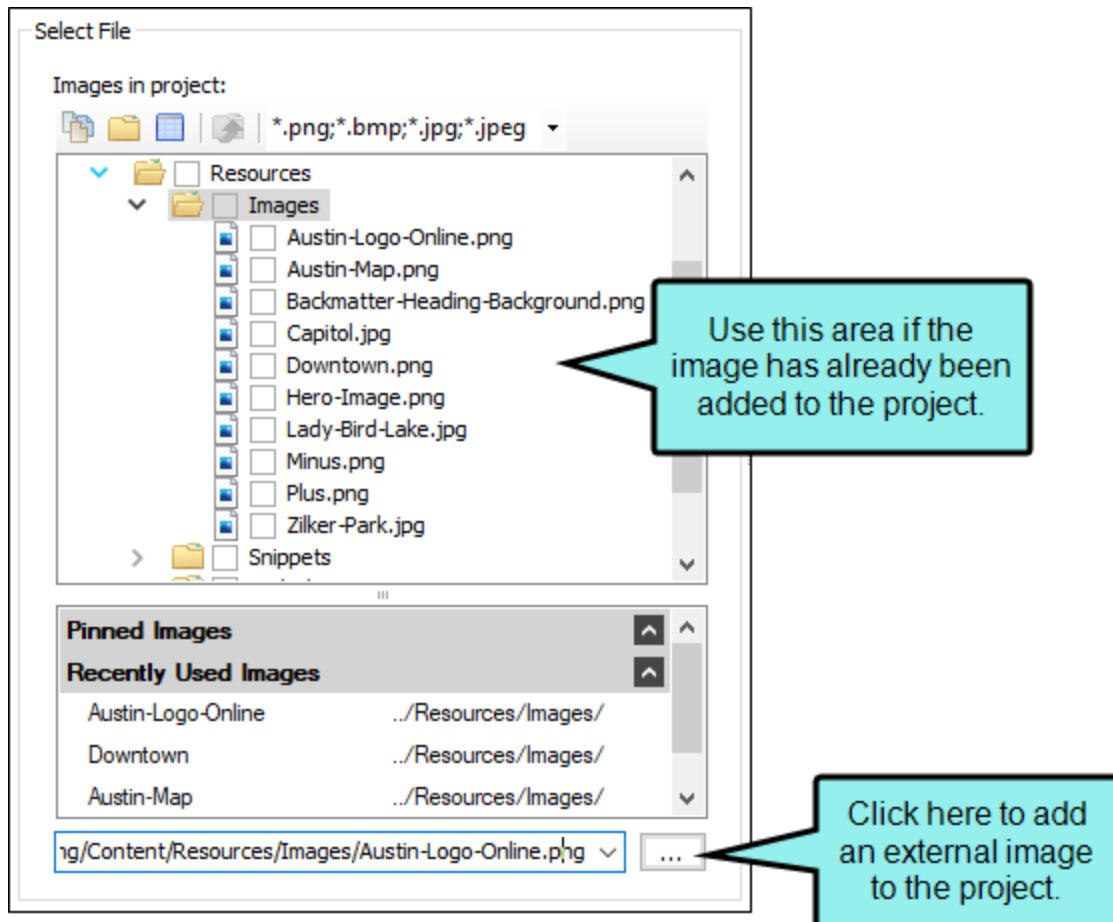 Select File
Images in project:
*.png;*.bmp;*.jpg;*.jpeg
Resources
Images
Austin-Logo-Online.png
Austin-Map.png
Backmatter-Heading-Background.png
Capitol.jpg
Downtown.png
Hero-Image.png
Lady-Bird-Lake.jpg
Minus.png
Plus.png
Zilker-Park.jpg
Snippets
Use this area if the
image has already been
added to the project.
Pinned Images
Recently Used Images
Austin-Logo-Online ../Resources/Images/
Downtown ../Resources/Images/
Austin-Map ../Resources/Images/
ng/Content/Resources/Images/Austin-Logo-Online.png
...
Click here to add
an external image
to the project.